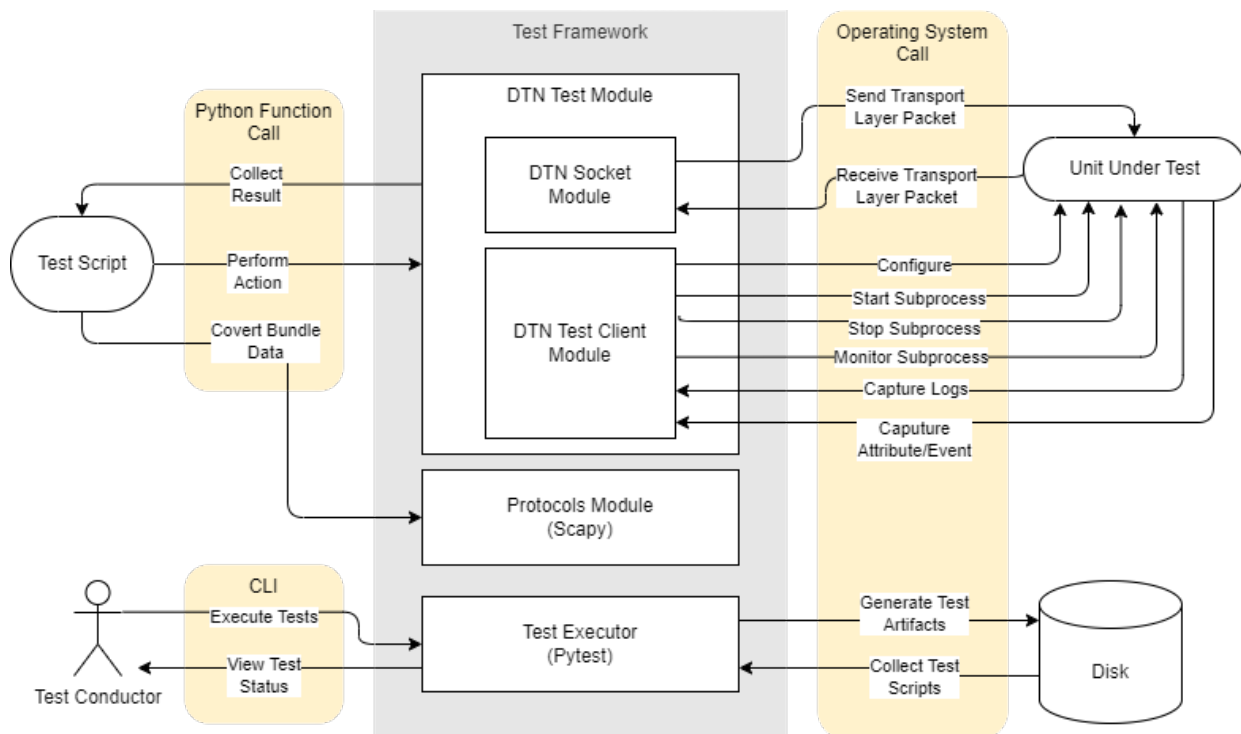 Test Framework
Operating System
Call
Python Function
Call
DTN Test Module
DTN Socket
Module
DTN Test Client
Module
Collect
Result
Test Script
Perform
Action
Covert Bundle
Data
Send Transport
Layer Packet
Receive Transport
Layer Packet
Unit Under Test
Configure
Start Subprocess
Stop Subprocess
Monitor Subprocess
Capture Logs
Caputure
Attribute/Event
Protocols Module
(Scapy)
CLI
Execute Tests
View Test
Status
Test Conductor
Test Executor
(Pytest)
Generate Test
Artifacts
Collect Test
Scripts
Disk